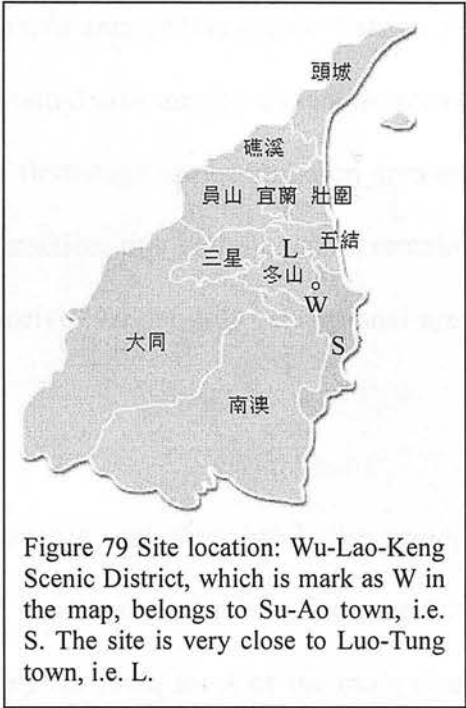 頭城
礁溪
員山 宜蘭 壯圍
三星 L 五結
冬山
W
大同 S
南澳
Figure 79 Site location: Wu-Lao-Keng
Scenic District, which is mark as W in
the map, belongs to Su-Ao town, i.e.
S. The site is very close to Luo-Tung
town, i.e. L.